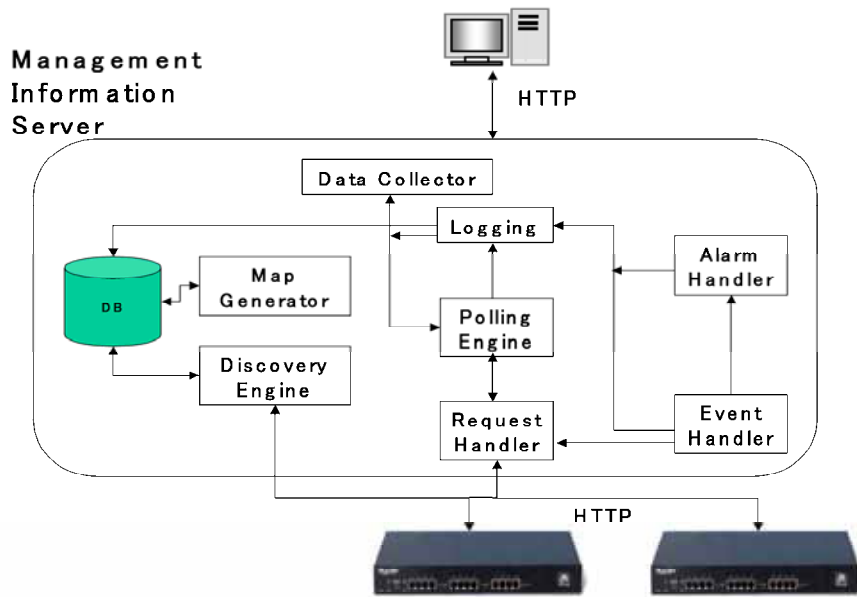 Management
Information
Server
HTTP
Data Collector
Logging
Alarm
Handler
Map
Generator
DB
Polling
Engine
Discovery
Engine
Request
Handler
Event
Handler
HTTP